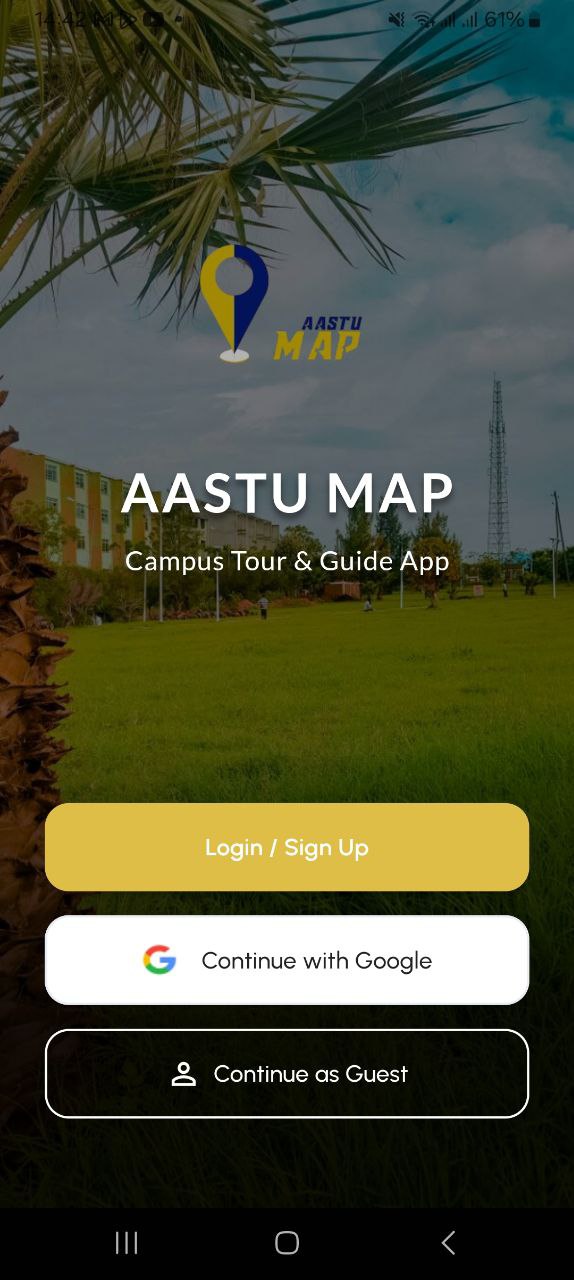 14:42
61%
AASTU
MAP
AASTU MAP
Campus Tour & Guide App
Login / Sign Up
Continue with Google
Continue as Guest